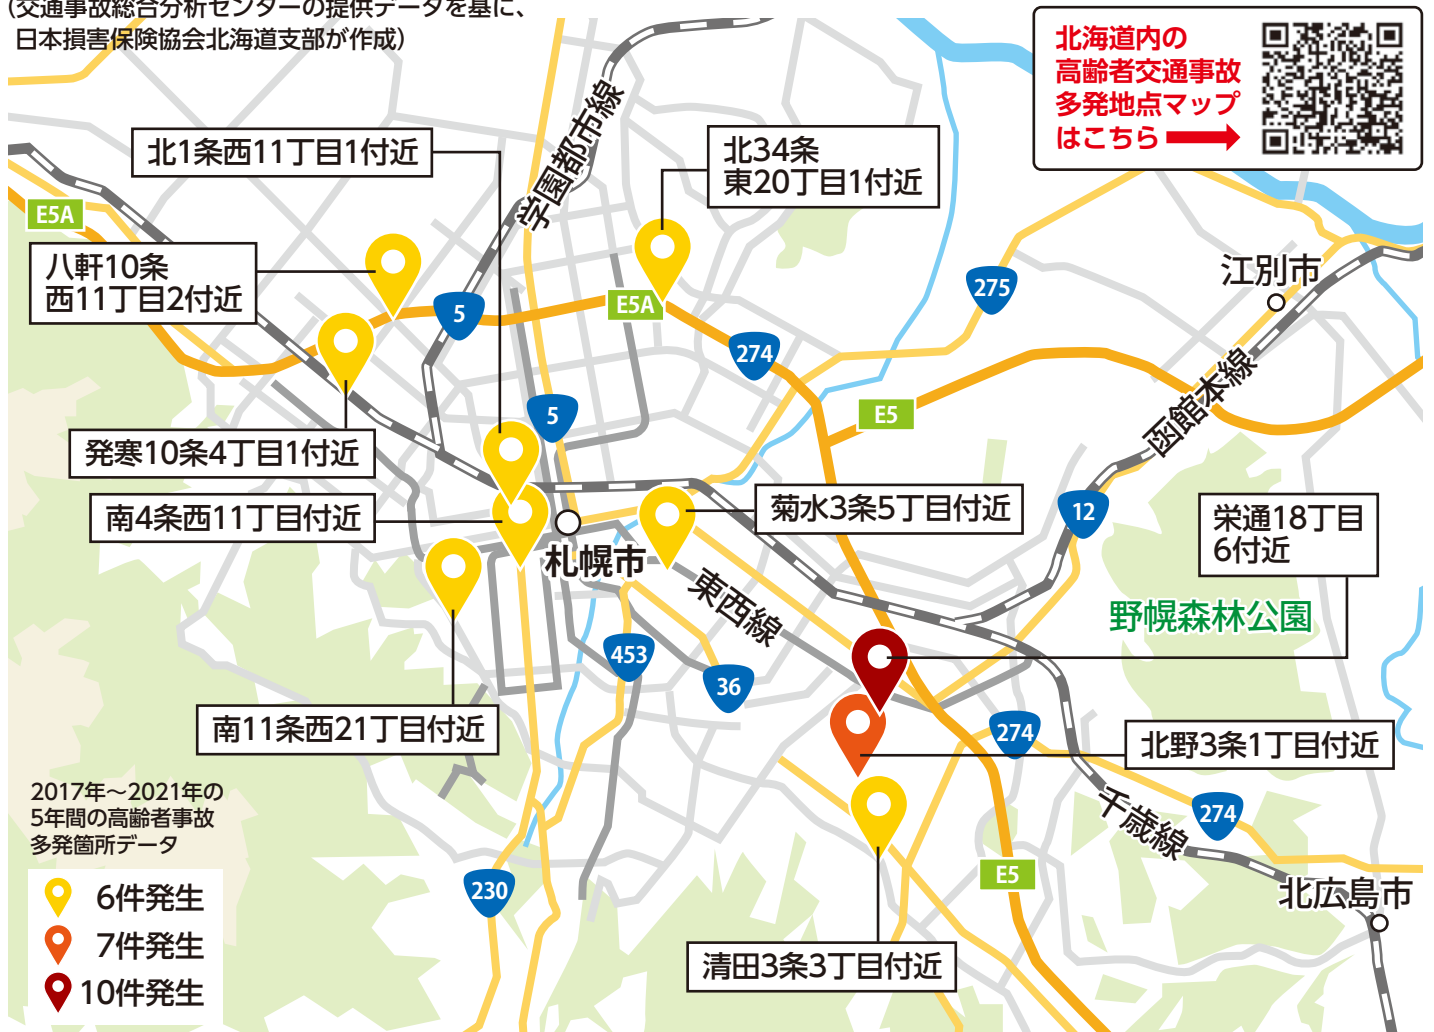 (交通事故総合分析センターの提供データを基に、
日本損害保険協会北海道支部が作成)
北海道内の
高齢者交通事故
多発地点マップ
はこちら
学園都市線
北1条西11丁目1付近
北34条
東20丁目1付近
E5A
八軒10条
西11丁目2付近
江別市
275
5
E5A
274
函館本線
5
E5
発寒10条4丁目1付近
南4条西11丁目付近
菊水3条5丁目付近
12
栄通18丁目
6付近
札幌市
東西線
野幌森林公園
453
36
南11条西21丁目付近
274
北野3条1丁目付近
2017年～2021年の
5年間の高齢者事故
多発箇所データ
千歳線
274
6件発生
7件発生
10件発生
230
E5
北広島市
清田3条3丁目付近